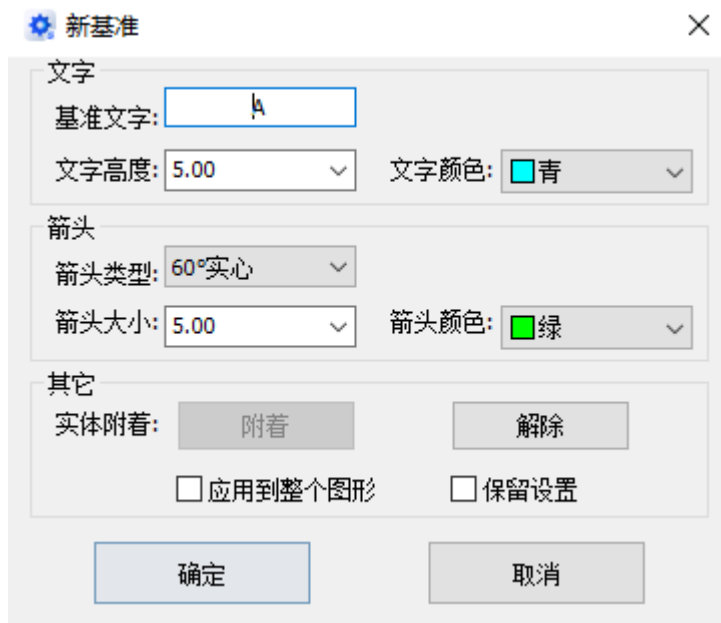 新基准
文字
基准文字: A
文字高度: 5.00 文字颜色: 青
箭头
箭头类型: 60°实心
箭头大小: 5.00 箭头颜色: 绿
其它
实体附着: 附着 解除
应用到整个图形 保留设置
确定 取消